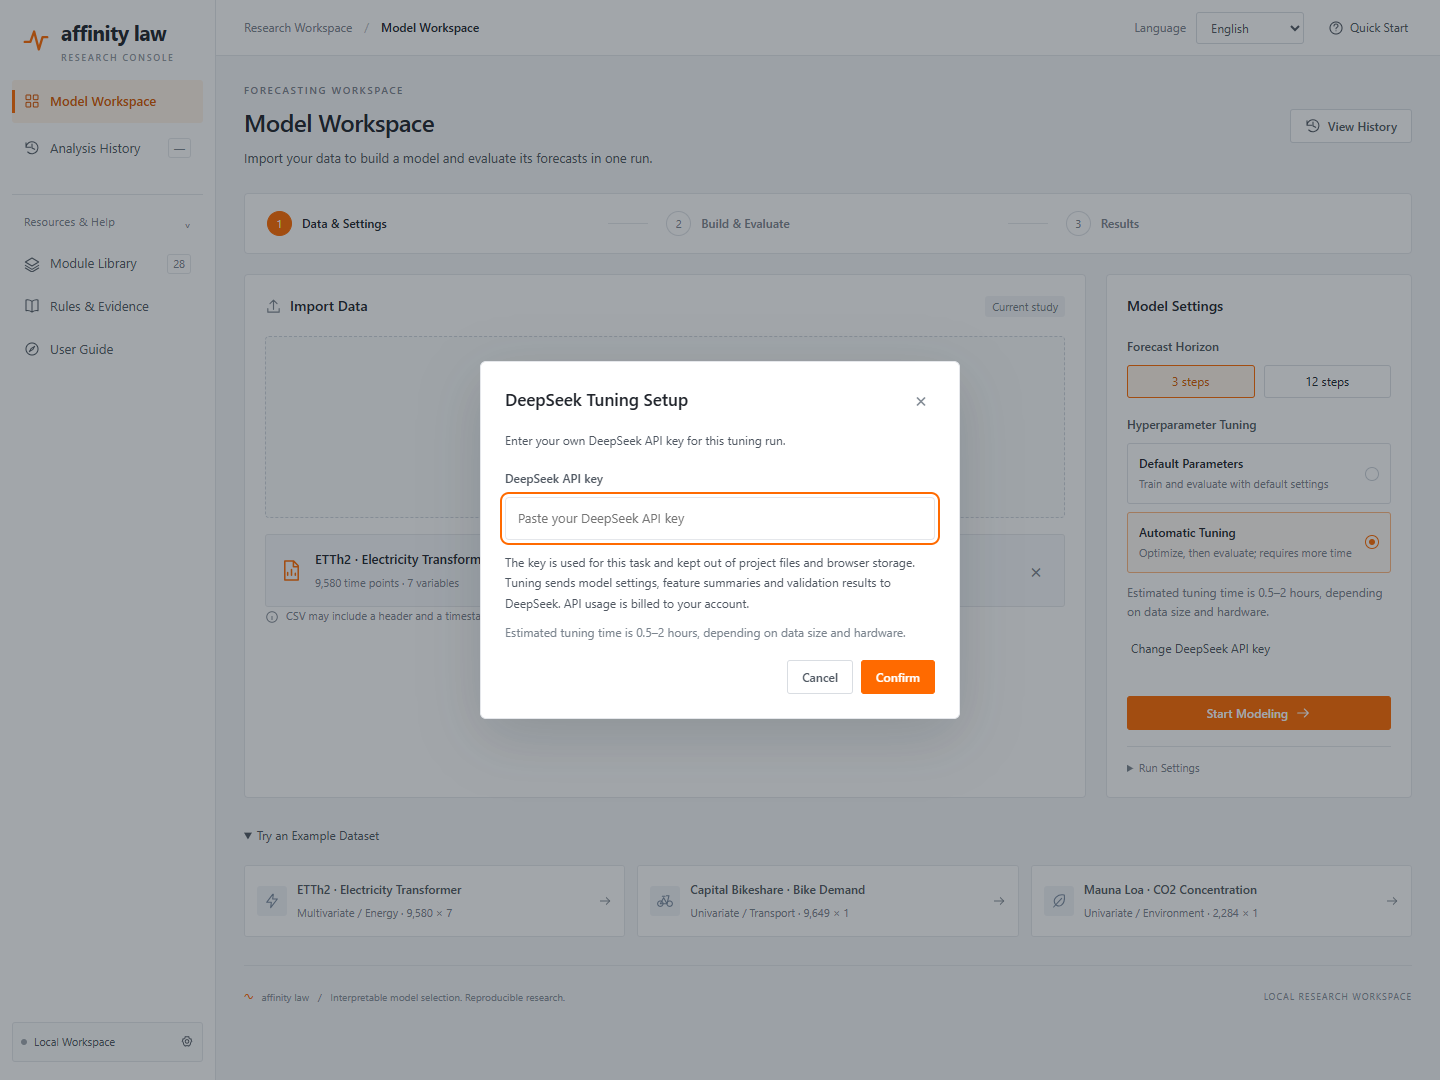 affinity law
RESEARCH CONSOLE
Model Workspace
Analysis History
—
Resources & Help
Module Library 28
Rules & Evidence
User Guide
Local Workspace
Research Workspace / Model Workspace
Language English Quick Start
FORECASTING WORKSPACE
Model Workspace
Import your data to build a model and evaluate its forecasts in one run.
View History
1 Data & Settings
2 Build & Evaluate
3 Results
Import Data
Current study
ETTh2 · Electricity Transform
9,580 time points · 7 variables
CSV may include a header and a timesta
DeepSeek Tuning Setup
Enter your own DeepSeek API key for this tuning run.
DeepSeek API key
Paste your DeepSeek API key
The key is used for this task and kept out of project files and browser storage.
Tuning sends model settings, feature summaries and validation results to
DeepSeek. API usage is billed to your account.
Estimated tuning time is 0.5–2 hours, depending on data size and hardware.
Cancel
Confirm
Model Settings
Forecast Horizon
3 steps
12 steps
Hyperparameter Tuning
Default Parameters
Train and evaluate with default settings
Automatic Tuning
Optimize, then evaluate; requires more time
Estimated tuning time is 0.5–2 hours, depending
on data size and hardware.
Change DeepSeek API key
Start Modeling
Run Settings
Try an Example Dataset
ETTh2 · Electricity Transformer
Multivariate / Energy · 9,580 × 7
Capital Bikeshare · Bike Demand
Univariate / Transport · 9,649 × 1
Mauna Loa · CO2 Concentration
Univariate / Environment · 2,284 × 1
affinity law / Interpretable model selection. Reproducible research.
LOCAL RESEARCH WORKSPACE